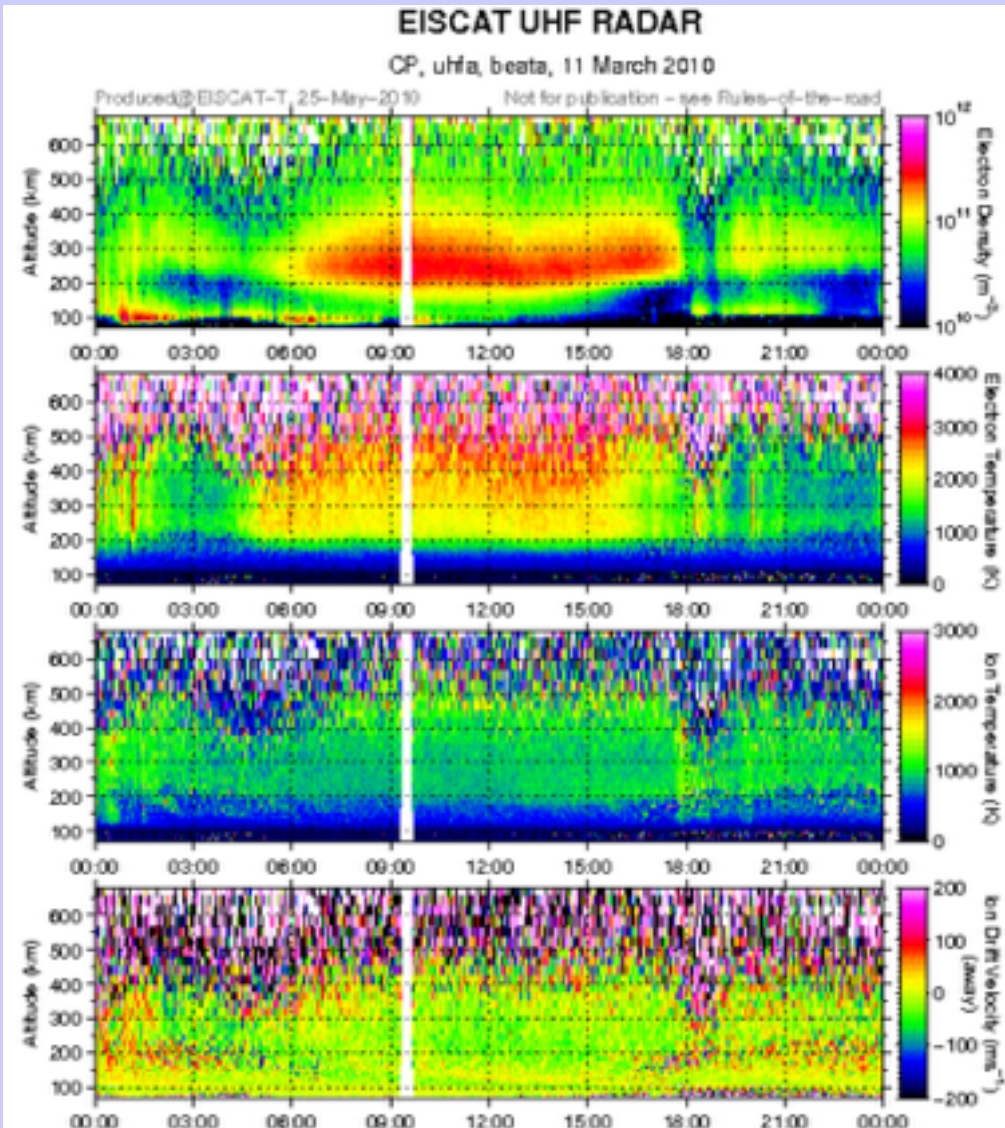 EISCAT UHF RADAR
CP, uhfa, beata, 11 March 2010
Produced@EISCAT-T, 25-May-2010 Not for publication - see Rules-of-the-road
Altitude (km)
600
500
400
300
200
100
00:00 03:00 06:00 09:00 12:00 15:00 18:00 21:00 00:00
10^12
10^11
10^10
Electron Density (m^-3)
Altitude (km)
600
500
400
300
200
100
00:00 03:00 06:00 09:00 12:00 15:00 18:00 21:00 00:00
4000
3000
2000
1000
0
Electron Temperature (K)
Altitude (km)
600
500
400
300
200
100
00:00 03:00 06:00 09:00 12:00 15:00 18:00 21:00 00:00
3000
2000
1000
0
Ion Temperature (K)
Altitude (km)
600
500
400
300
200
100
00:00 03:00 06:00 09:00 12:00 15:00 18:00 21:00 00:00
200
100
0
-100
-200
Ion Drift Velocity (ms^-1)
(away)